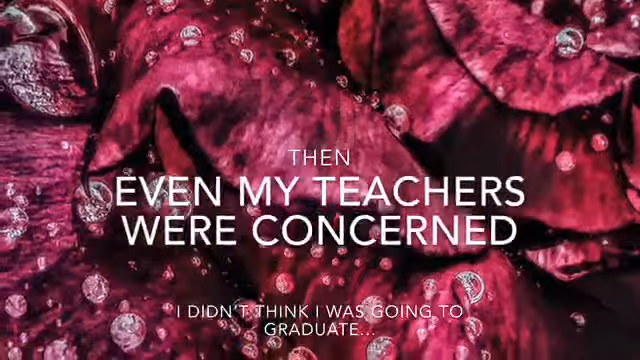 THEN
EVEN MY TEACHERS
WERE CONCERNED
I DIDN'T THINK I WAS GOING TO
GRADUATE...